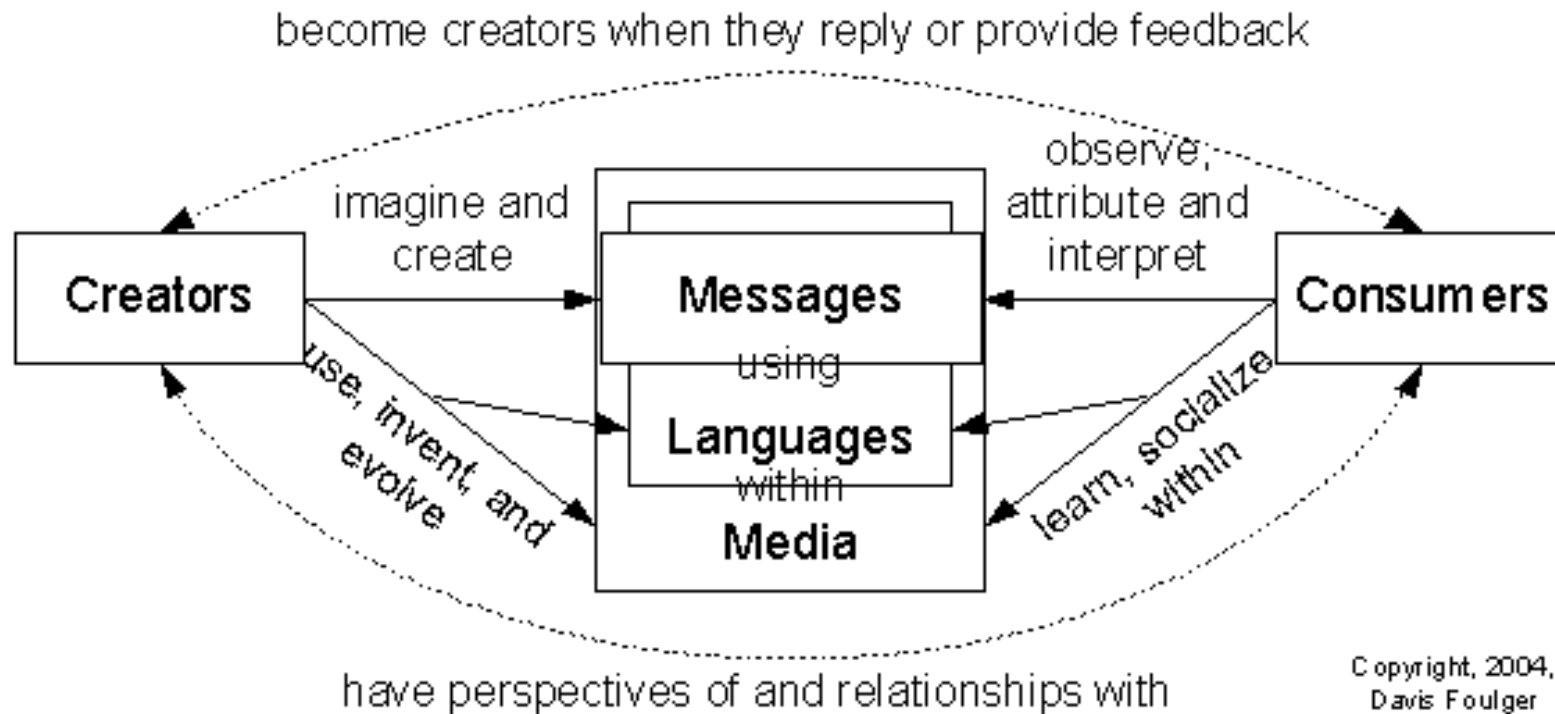 become creators when they reply or provide feedback
observe,
imagine and
attribute and
create
interpret
Creators
Messages
Consumers
using
use, invent, and
evolve
Languages
learn, socialize
within
within
Media
have perspectives of and relationships with
Copyright, 2004,
Davis Foulger